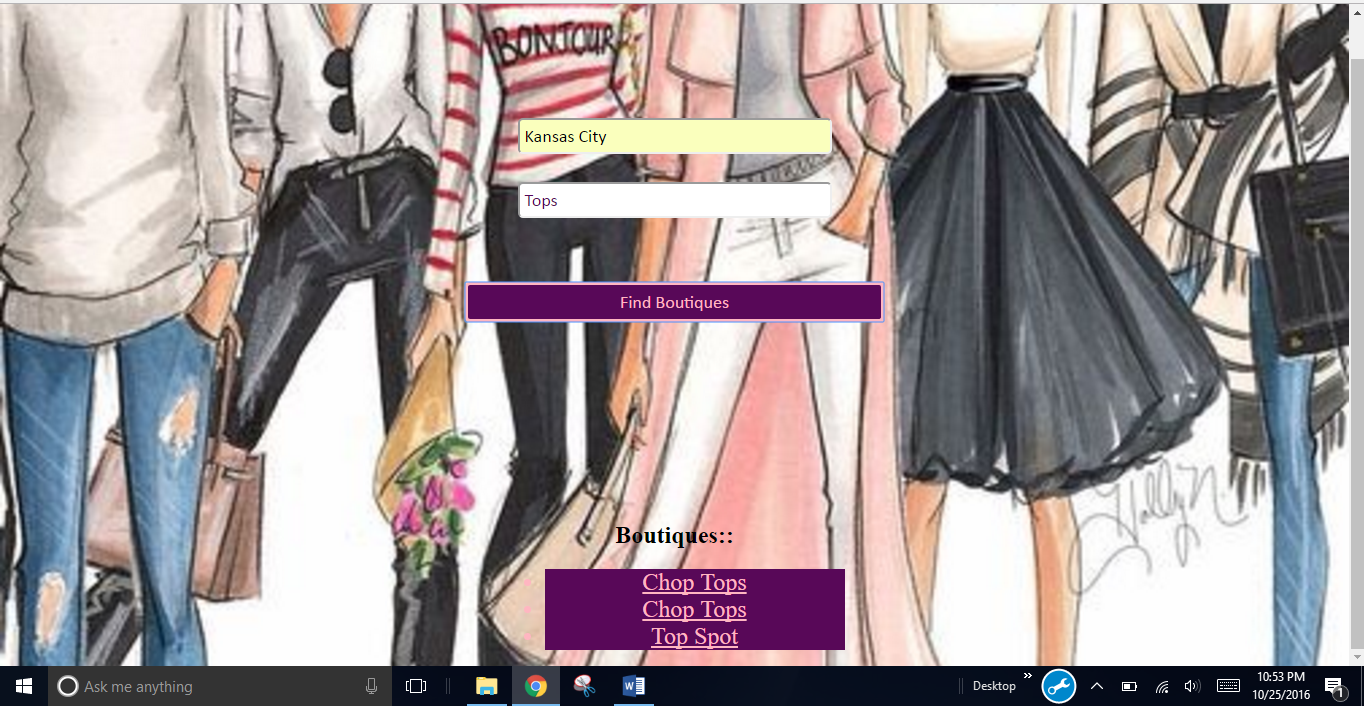 BONJOUR
Kansas City
Tops
Find Boutiques
Holly N.
Boutiques::
Chop Tops
Chop Tops
Top Spot
Ask me anything
Desktop
10:53 PM
10/25/2016
1